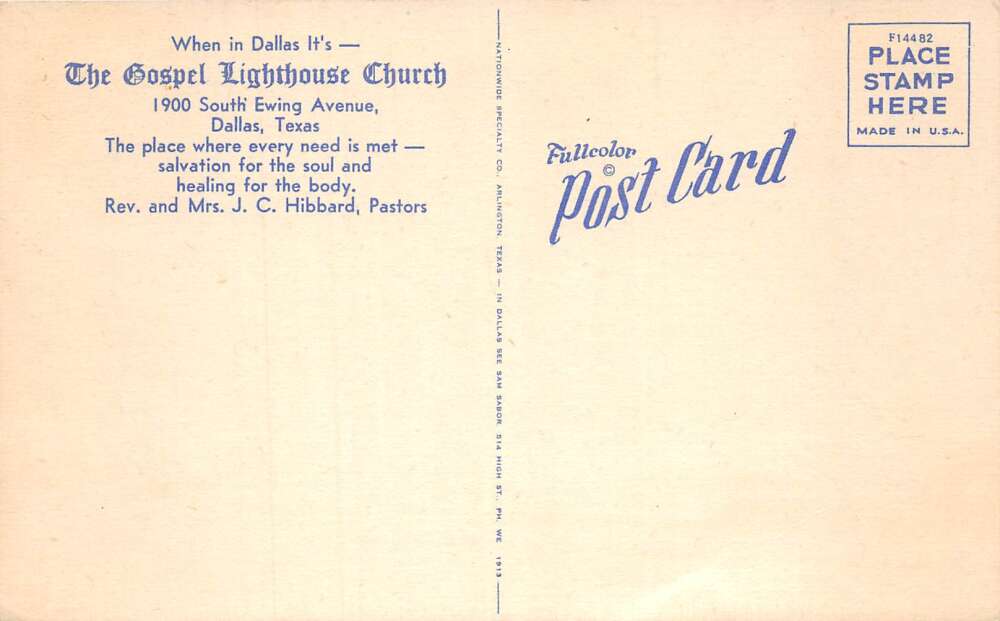 When in Dallas It's —
The Gospel Lighthouse Church
1900 South Ewing Avenue,
Dallas, Texas
The place where every need is met —
salvation for the soul and
healing for the body.
Rev. and Mrs. J. C. Hibbard, Pastors
NATIONWIDE SPECIALTY CO., ARLINGTON, TEXAS — IN DALLAS SEE SAM SABOR, 514 HIGH ST., PH. WE 1913
Fullcolor
©
Post Card
F14482
PLACE
STAMP
HERE
MADE IN U.S.A.